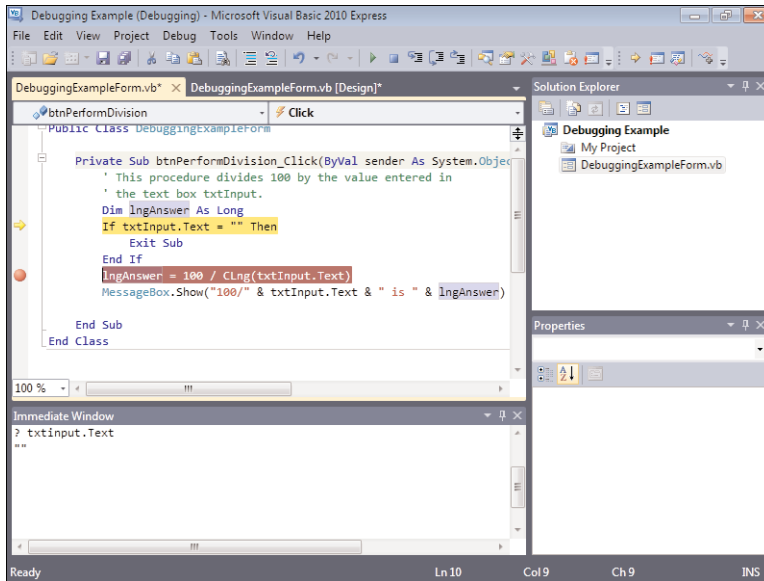 Debugging Example (Debugging) - Microsoft Visual Basic 2010 Express
File Edit View Project Debug Tools Window Help
DebuggingExampleForm.vb* DebuggingExampleForm.vb [Design]*
btnPerformDivision Click
Public Class DebuggingExampleForm
Private Sub btnPerformDivision_Click(ByVal sender As System.Objec
' This procedure divides 100 by the value entered in
' the text box txtInput.
Dim lngAnswer As Long
If txtInput.Text = "" Then
Exit Sub
End If
lngAnswer = 100 / CLng(txtInput.Text)
MessageBox.Show("100/" & txtInput.Text & " is " & lngAnswer)
End Sub
End Class
100 %
Immediate Window
? txtinput.Text
""
Solution Explorer
Debugging Example
My Project
DebuggingExampleForm.vb
Properties
Ready Ln 10 Col 9 Ch 9 INS